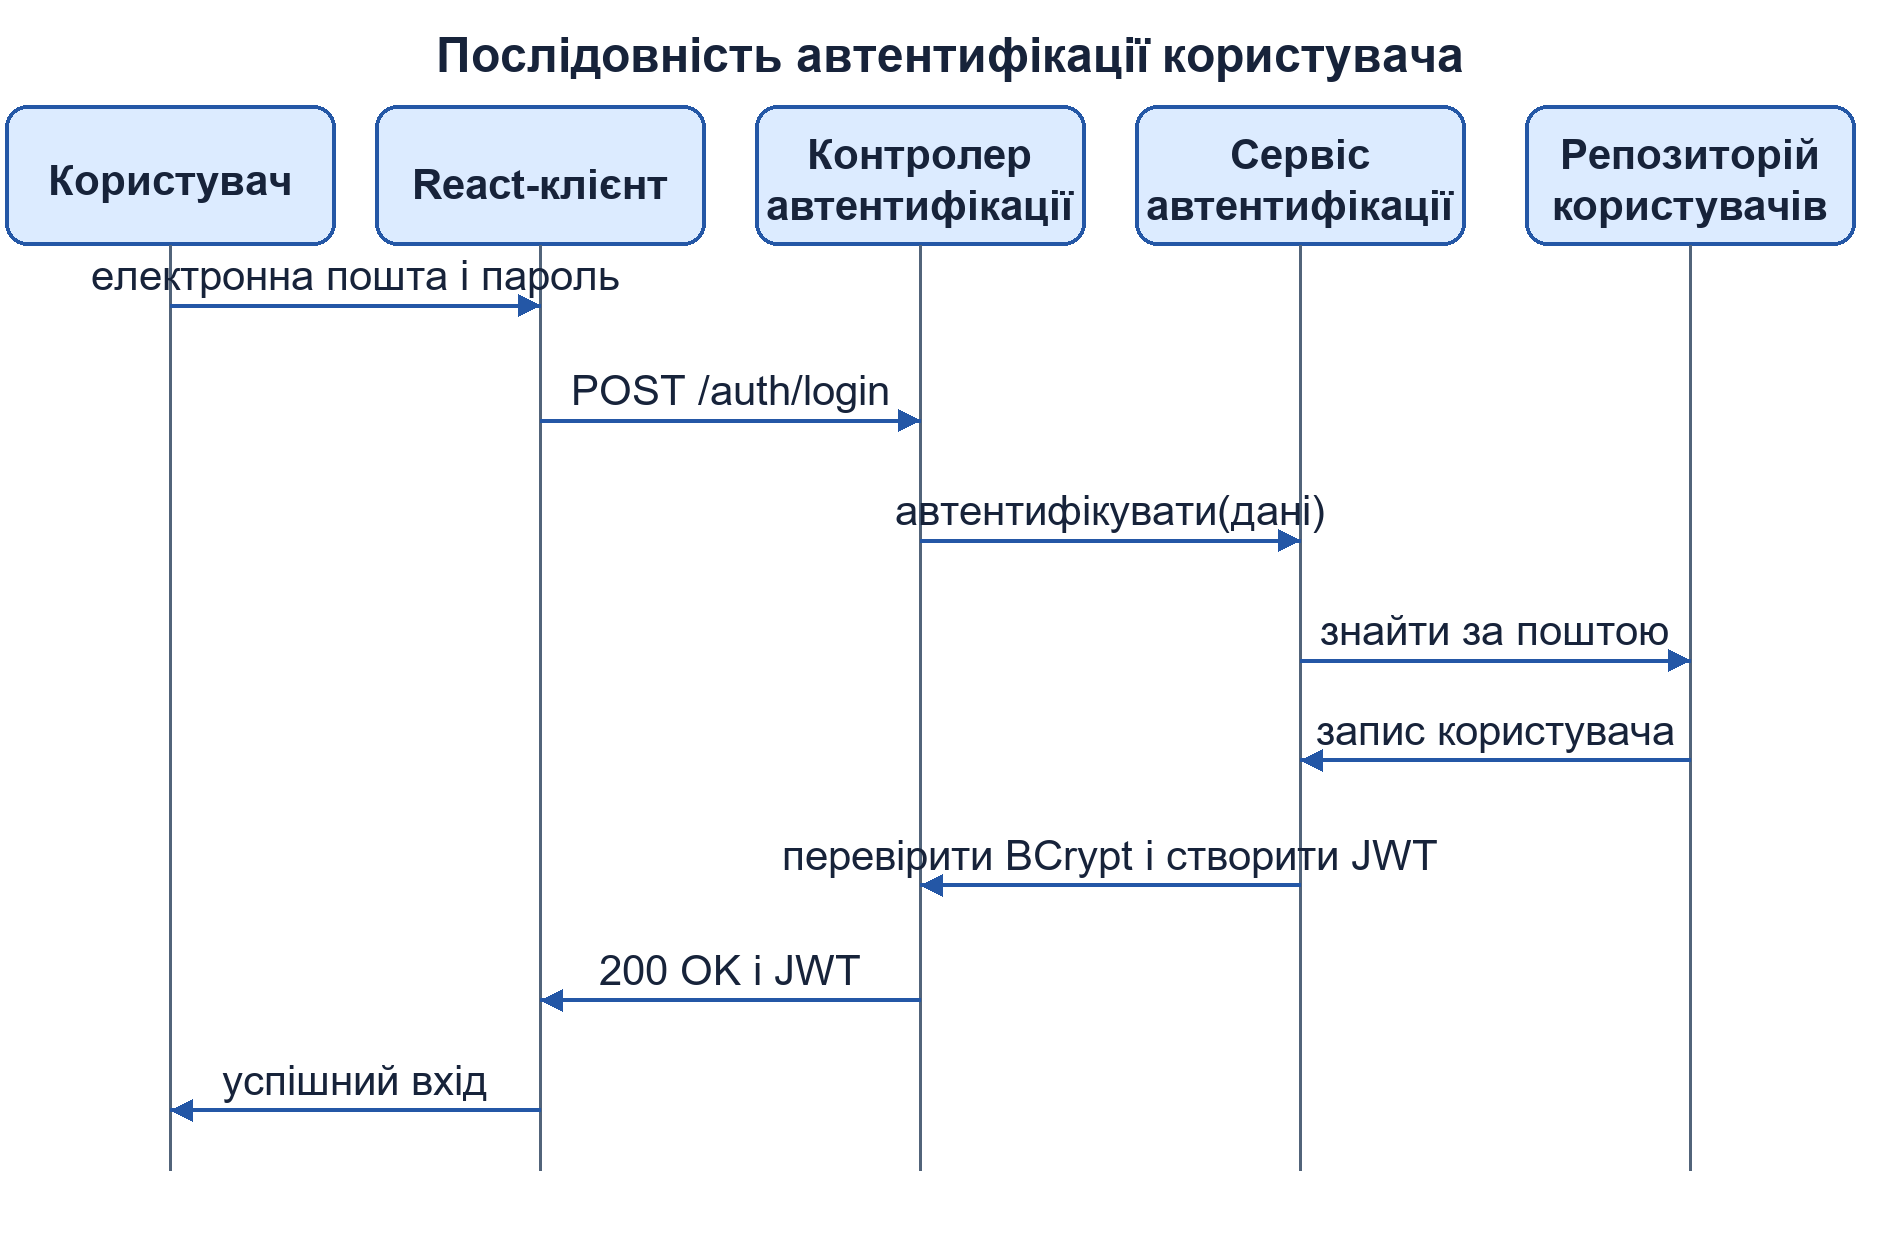 Послідовність автентифікації користувача
Користувач
React-клієнт
Контролер
автентифікації
Сервіс
автентифікації
Репозиторій
користувачів
електронна пошта і пароль
POST /auth/login
автентифікувати(дані)
знайти за поштою
запис користувача
перевірити BCrypt і створити JWT
200 OK і JWT
успішний вхід